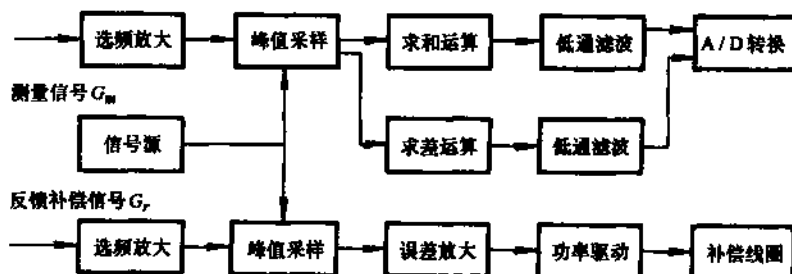 选频放大
峰值采样
求和运算
低通滤波
A/D转换
测量信号Gm
信号源
求差运算
低通滤波
反馈补偿信号Gr
选频放大
峰值采样
误差放大
功率驱动
补偿线圈